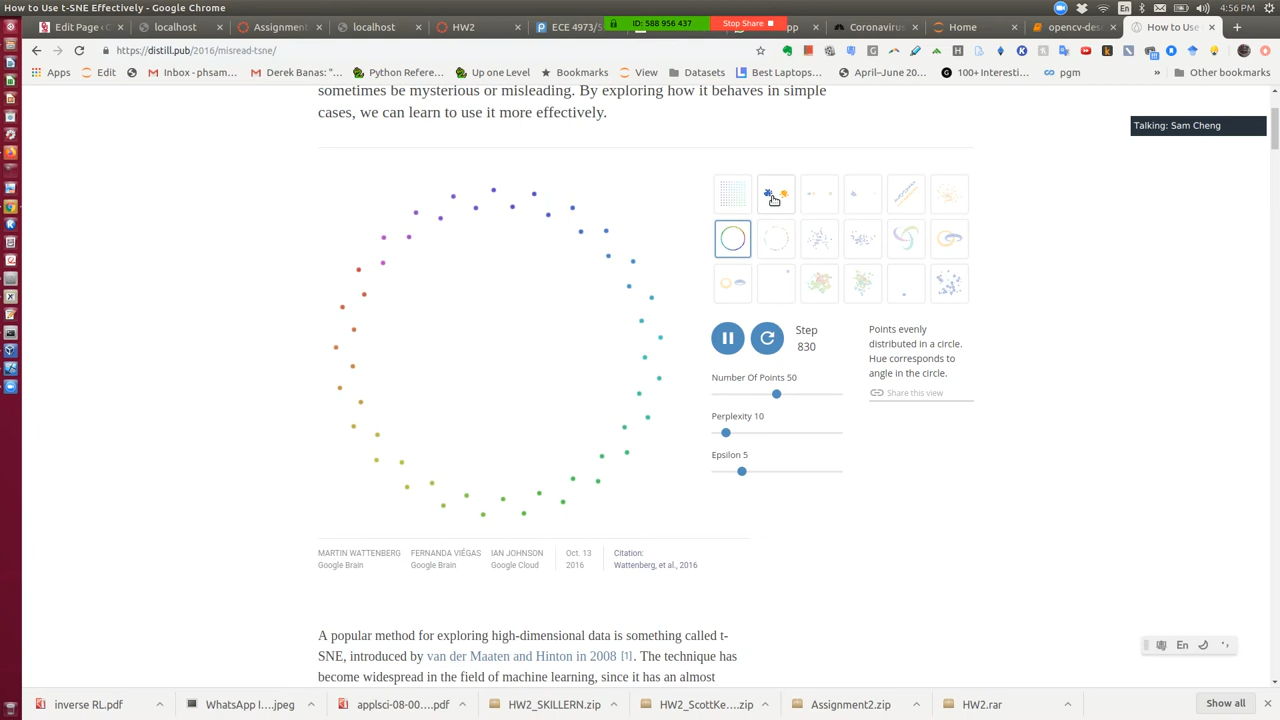 How to Use t-SNE Effectively - Google Chrome
En
4:56 PM
Edit Page ‹ C
localhost
Assignment
localhost
HW2
ECE 4973/5
ID: 588 956 437
Stop Share
pp
Coronavirus
Home
opencv-des
How to Use
https://distill.pub/2016/misread-tsne/
Apps
Edit
Inbox - phsam...
Derek Banas: "...
Python Refere...
Up one Level
Bookmarks
View
Datasets
Best Laptops...
April–June 20...
100+ Interesti...
pgm
»
Other bookmarks
sometimes be mysterious or misleading. By exploring how it behaves in simple
cases, we can learn to use it more effectively.
Talking: Sam Cheng
Step
830
Points evenly
distributed in a circle.
Hue corresponds to
angle in the circle.
Share this view
Number Of Points 50
Perplexity 10
Epsilon 5
MARTIN WATTENBERG
Google Brain
FERNANDA VIÉGAS
Google Brain
IAN JOHNSON
Google Cloud
Oct. 13
2016
Citation:
Wattenberg, et al., 2016
A popular method for exploring high-dimensional data is something called t-
SNE, introduced by van der Maaten and Hinton in 2008 [1]. The technique has
become widespread in the field of machine learning, since it has an almost
En
inverse RL.pdf
WhatsApp I....jpeg
applsci-08-00....pdf
HW2_SKILLERN.zip
HW2_ScottKe....zip
Assignment2.zip
HW2.rar
Show all